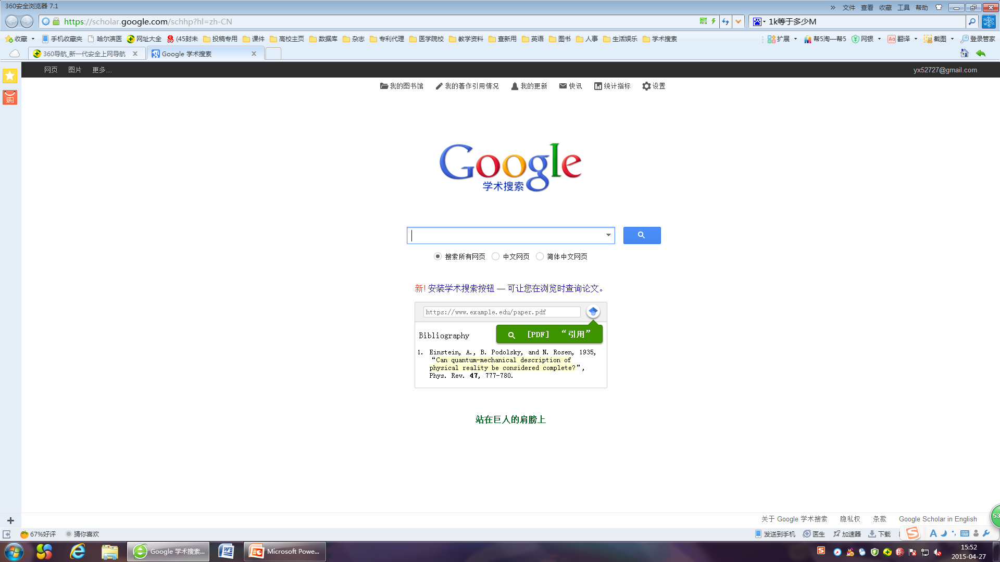 360安全浏览器 7.1
» 文件 查看 收藏 工具 帮助
https://scholar.google.com/schhp?hl=zh-CN
1k等于多少M
收藏 手机收藏夹 哈尔滨医 网址大全 (45封未 投稿专用 课件 高校主页 数据库 杂志 专利代理 医学院校 教学资料 查新用 英语 图书 人事 生活娱乐 学术搜索
扩展 帮5淘—帮5 网银 翻译 截图 登录管家
360导航_新一代安全上网导航
Google 学术搜索
网页 图片 更多...
yx52727@gmail.com
购
我的图书馆 我的著作引用情况 我的更新 快讯 统计指标 设置
Google
学术搜索
搜索所有网页 中文网页 简体中文网页
新! 安装学术搜索按钮 — 可让您在浏览时查询论文。
https://www.example.edu/paper.pdf
Bibliography
[PDF] “引用”
1. Einstein, A., B. Podolsky, and N. Rosen, 1935,
“Can quantum-mechanical description of
physical reality be considered complete?”,
Phys. Rev. 47, 777-780.
站在巨人的肩膀上
关于 Google 学术搜索 隐私权 条款 Google Scholar in English
53
67%好评 猜你喜欢
发送到手机 医生 加速器 下载
Google 学术搜索...
Microsoft Powe...
15:52
2015-04-27